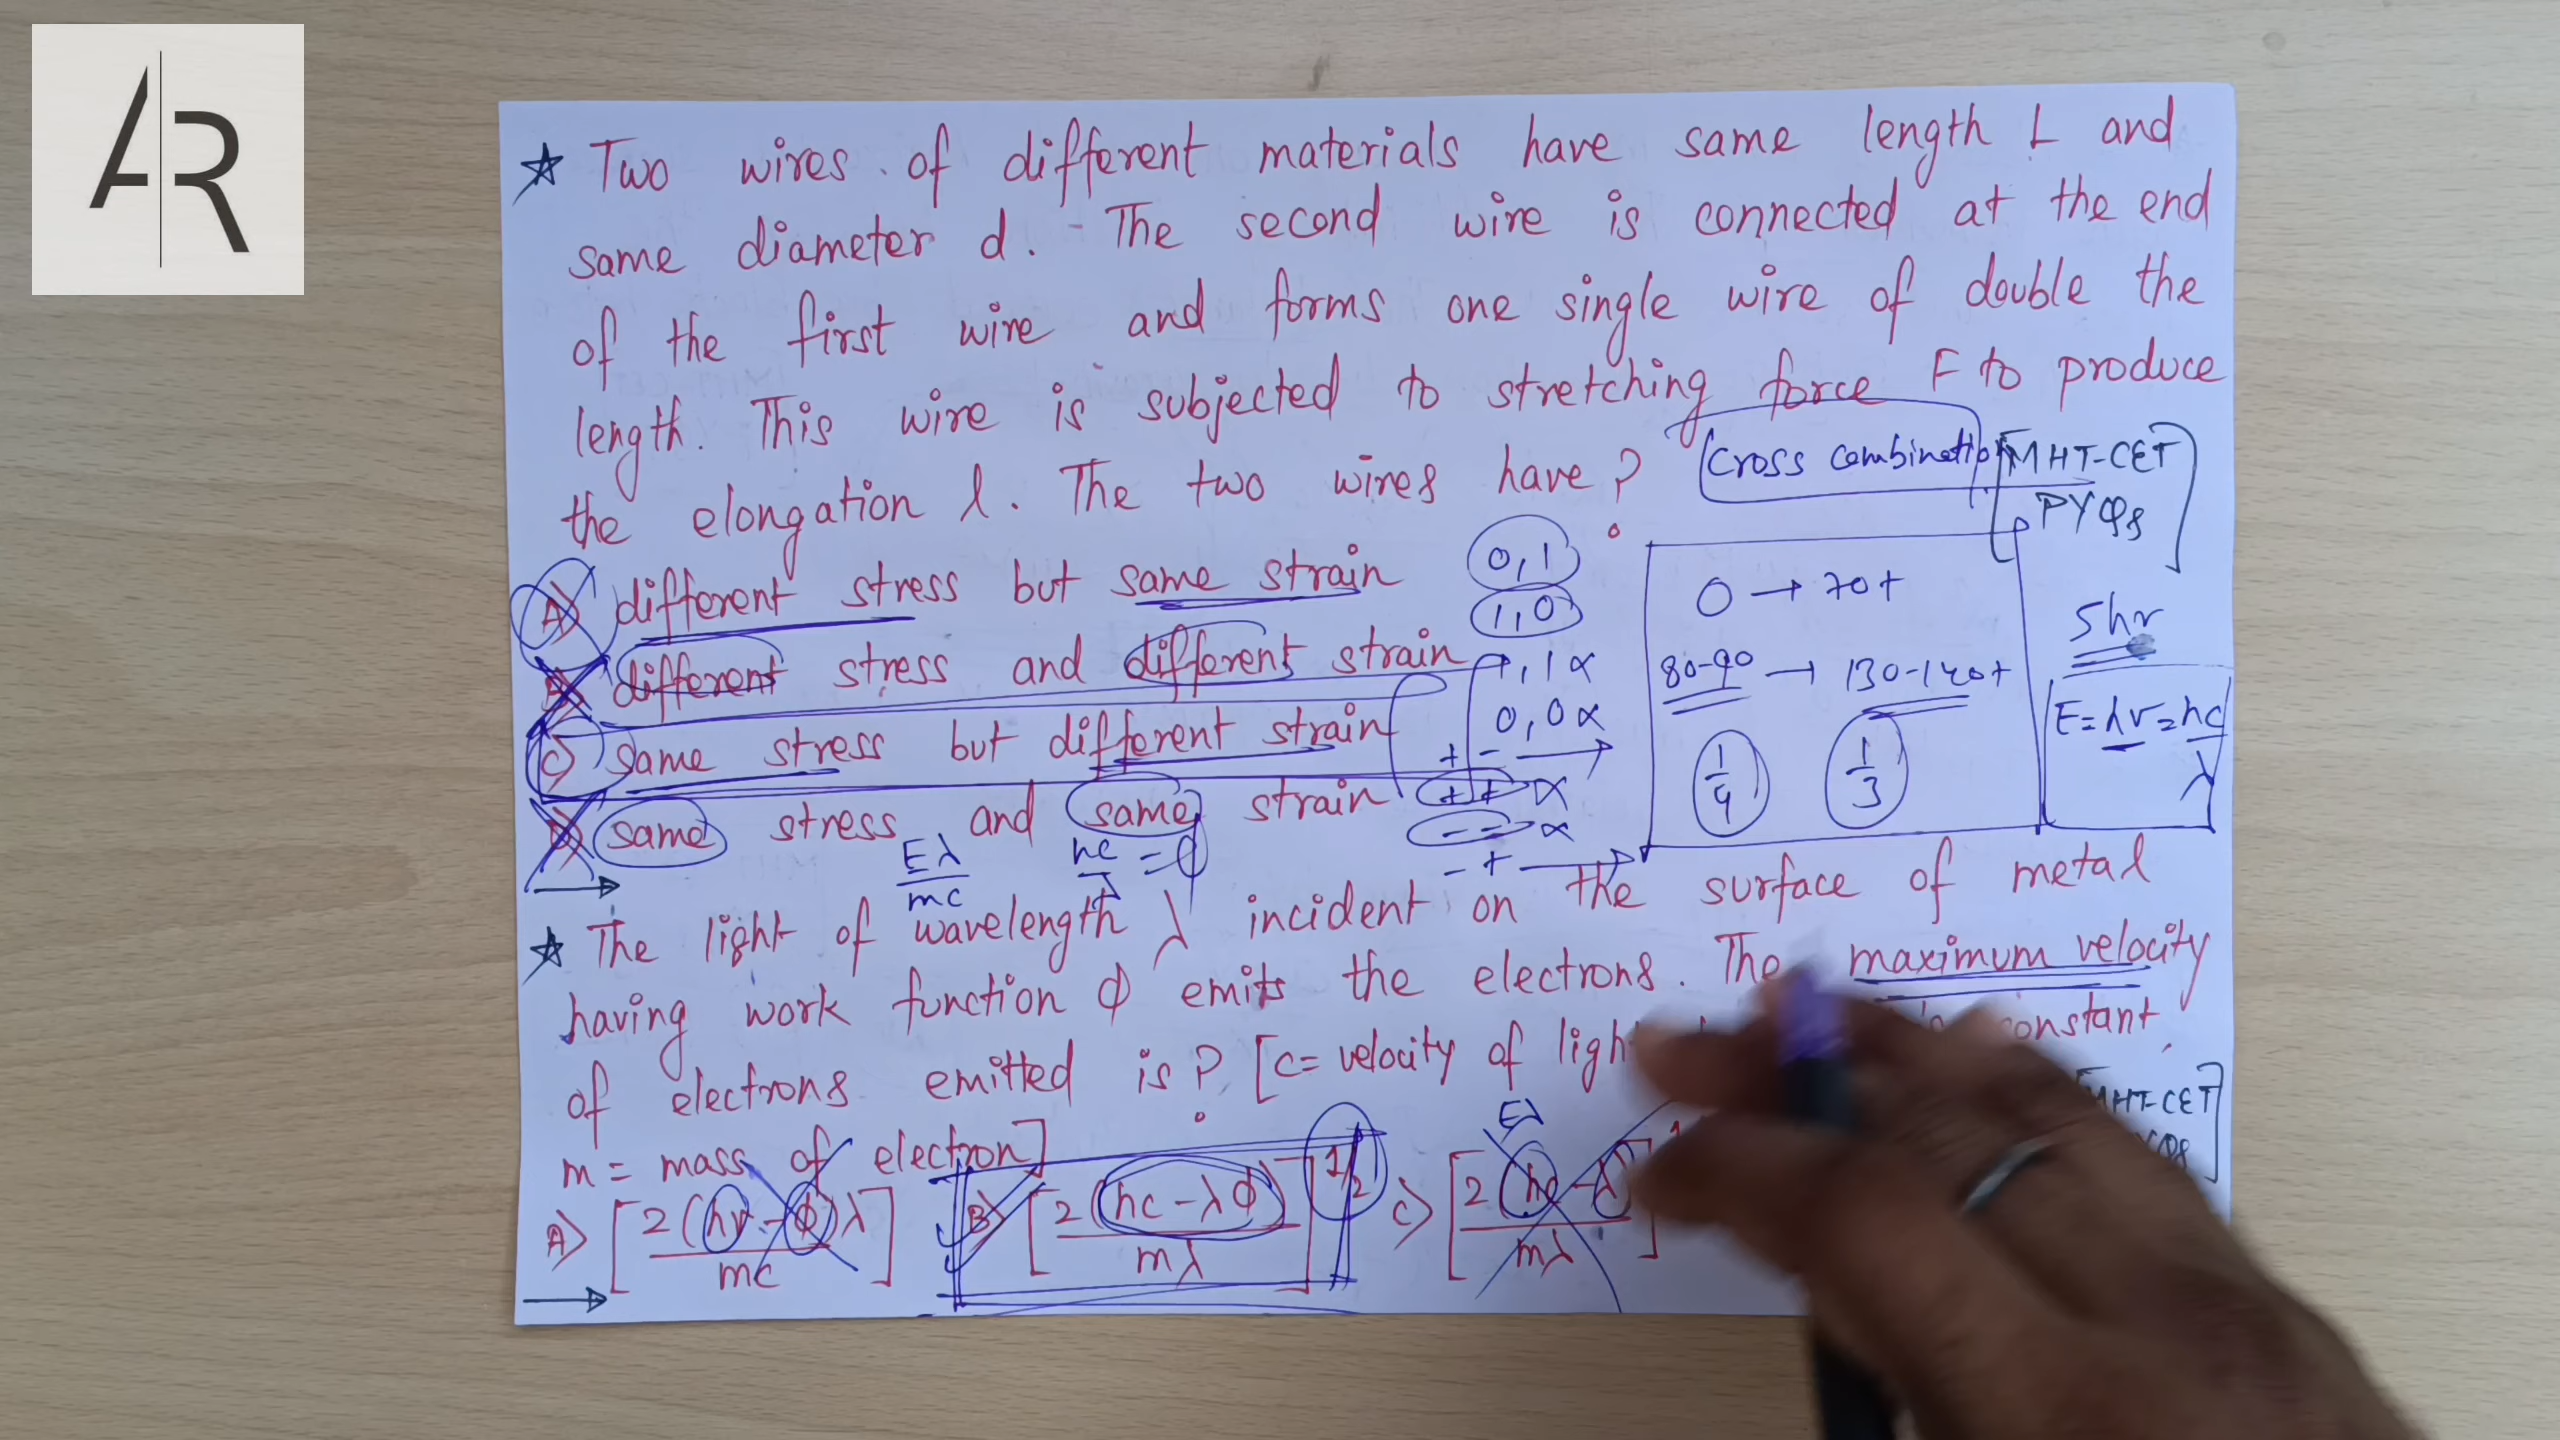 AR
☆ Two wires of different materials have same length L and
same diameter d. The second wire is connected at the end
of the first wire and forms one single wire of double the
length. This wire is subjected to stretching force F to produce
the elongation l. The two wires have?
Cross combination
[MHT-CET
PYQs]
A) different stress but same strain
B) different stress and different strain
C) same stress but different strain
D) same stress and same strain
0,1
1,0
1,1 ×
0,0 ×
+ - →
+ + ×
- - ×
- + →
0 → 70+
80-90 → 130-140+
1/4 1/3
5hr
E=hν=hc/λ
Eλ/mc
hc/λ = ϕ
☆ The light of wavelength λ incident on the surface of metal
having work function ϕ emits the electrons. The maximum velocity
of electrons emitted is? [c= velocity of light constant,
m = mass of electron]
MHT-CET
A) [2(hν-ϕ)λ/mc] B) [2(hc-λϕ)/mλ]^1/2 C) [2(hc-λ/mλ]
Eλ